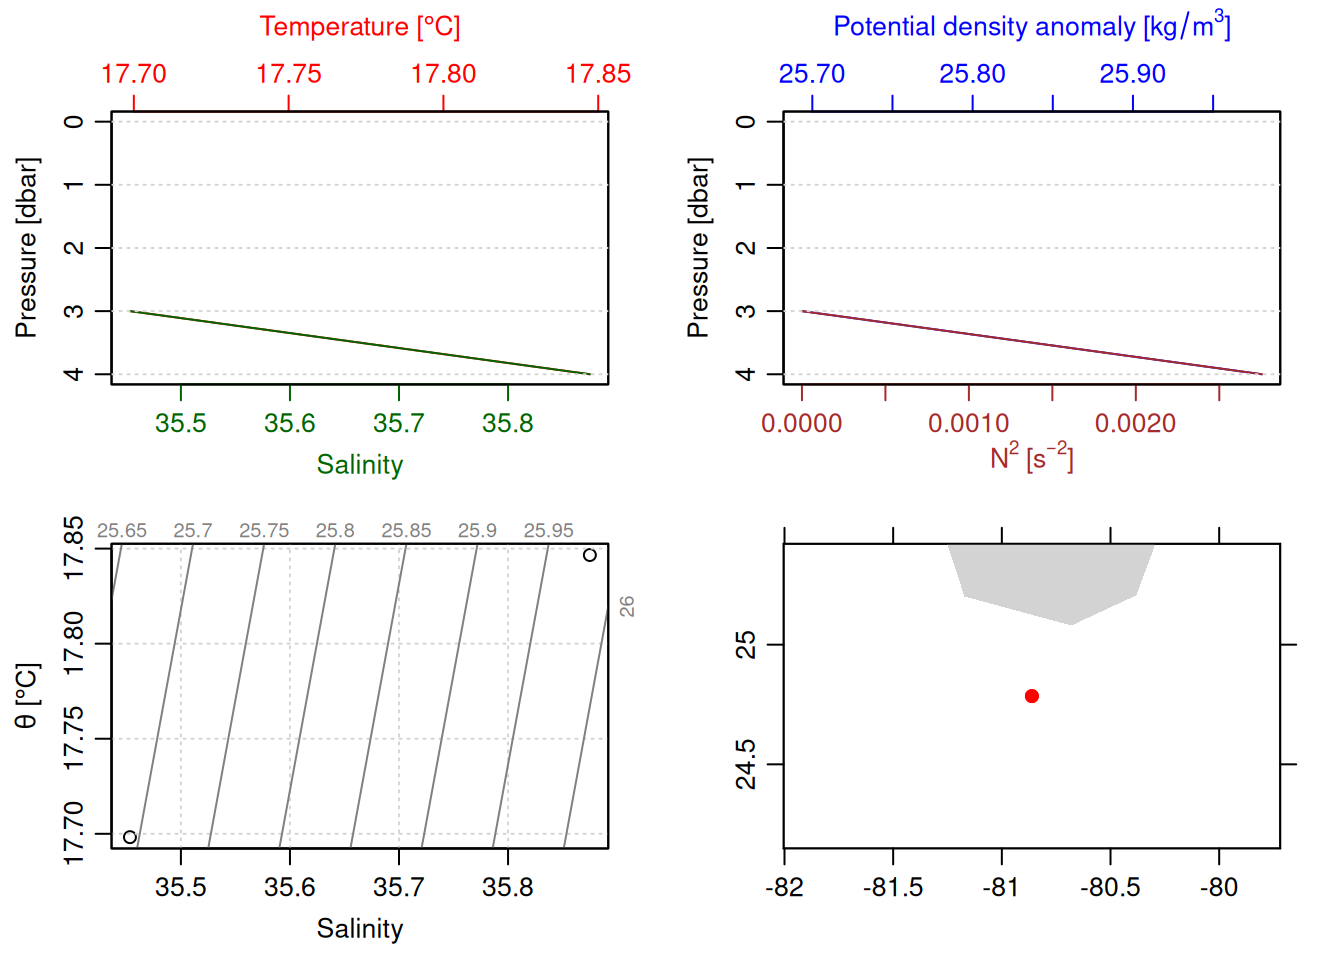 Temperature [°C]
17.70 17.75 17.80 17.85
Pressure [dbar]
0
1
2
3
4
35.5 35.6 35.7 35.8
Salinity
Potential density anomaly [kg/m³]
25.70 25.80 25.90
Pressure [dbar]
0
1
2
3
4
0.0000 0.0010 0.0020
N² [s⁻²]
25.65 25.7 25.75 25.8 25.85 25.9 25.95
26
θ [°C]
17.85
17.80
17.75
17.70
35.5 35.6 35.7 35.8
Salinity
25
24.5
-82 -81.5 -81 -80.5 -80